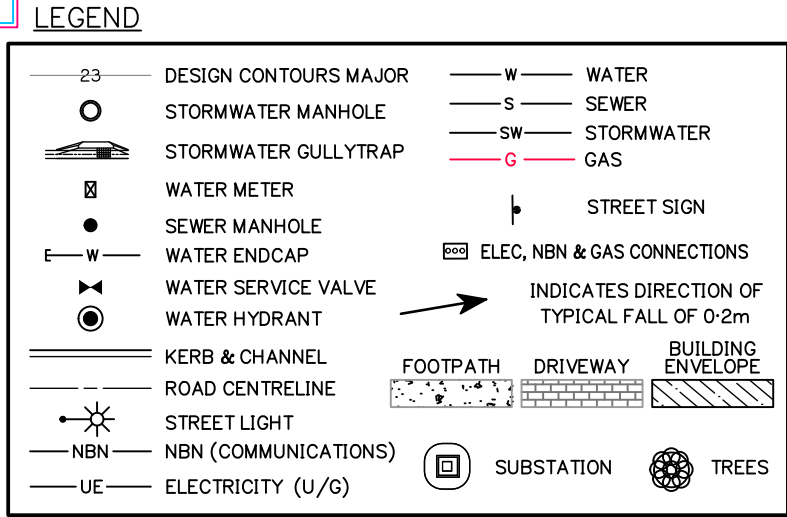 LEGEND
23 DESIGN CONTOURS MAJOR
STORMWATER MANHOLE
STORMWATER GULLYTRAP
WATER METER
SEWER MANHOLE
E W WATER ENDCAP
WATER SERVICE VALVE
WATER HYDRANT
KERB & CHANNEL
ROAD CENTRELINE
STREET LIGHT
NBN NBN (COMMUNICATIONS)
UE ELECTRICITY (U/G)
W WATER
S SEWER
SW STORMWATER
G GAS
STREET SIGN
ELEC, NBN & GAS CONNECTIONS
INDICATES DIRECTION OF
TYPICAL FALL OF 0·2m
FOOTPATH
DRIVEWAY
BUILDING
ENVELOPE
SUBSTATION
TREES